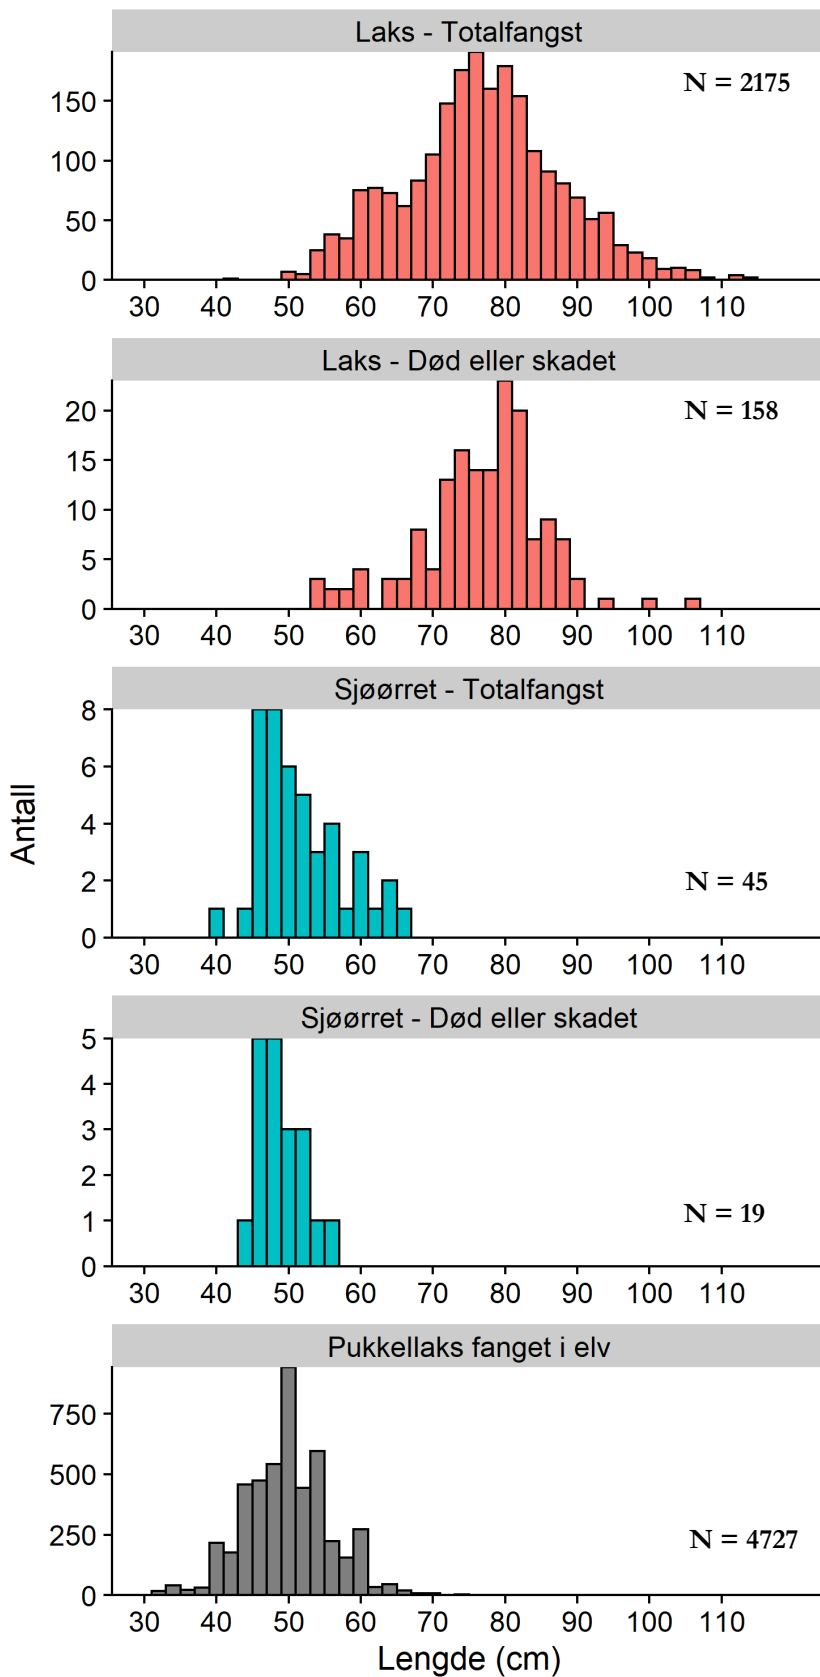 Laks - Totalfangst
N = 2175
150
100
50
0
30 40 50 60 70 80 90 100 110
Laks - Død eller skadet
N = 158
20
15
10
5
0
30 40 50 60 70 80 90 100 110
Sjøørret - Totalfangst
8
6
4
2
0
N = 45
30 40 50 60 70 80 90 100 110
Antall
Sjøørret - Død eller skadet
5
4
3
2
1
0
N = 19
30 40 50 60 70 80 90 100 110
Pukkellaks fanget i elv
750
500
250
0
N = 4727
30 40 50 60 70 80 90 100 110
Lengde (cm)